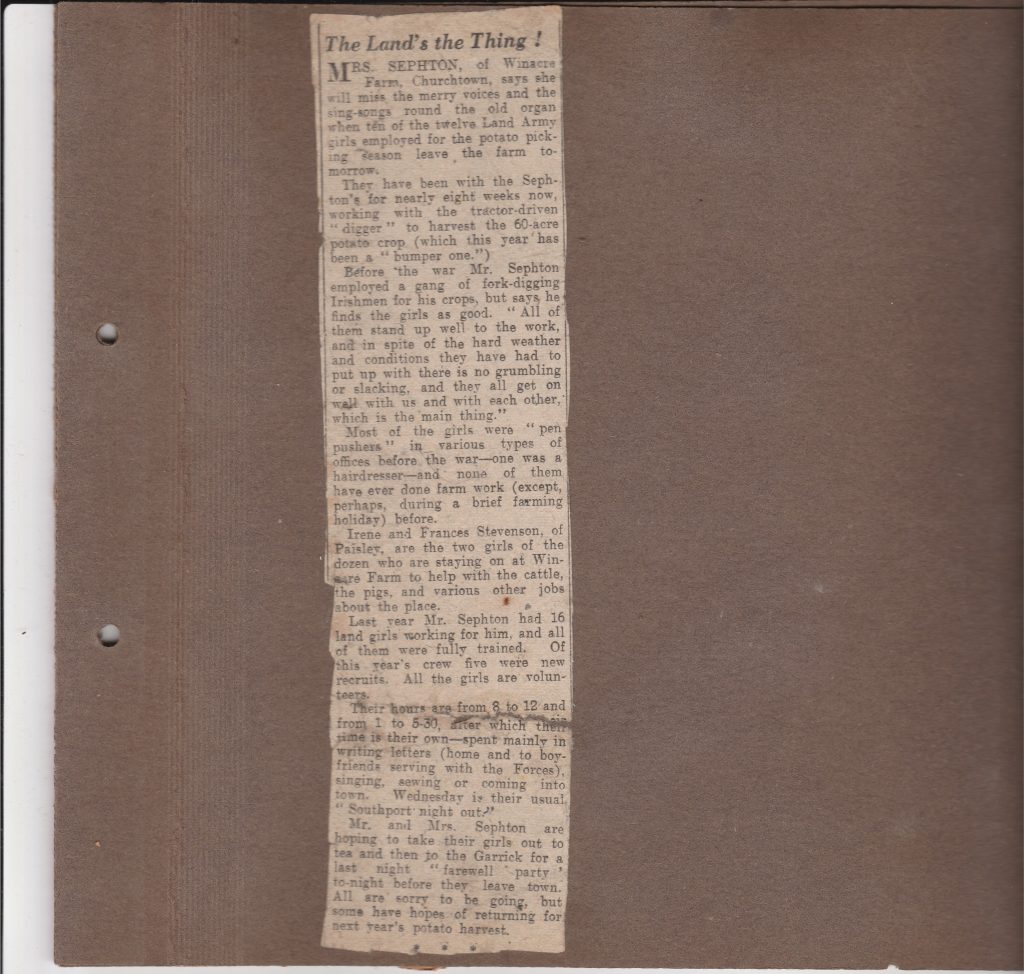 The Land's the Thing !
MRS. SEPHTON, of Winacre
Farm, Churchtown, says she
will miss the merry voices and the
sing-songs round the old organ
when ten of the twelve Land Army
girls employed for the potato pick-
ing season leave the farm to-
morrow.
They have been with the Seph-
ton's for nearly eight weeks now,
working with the tractor-driven
" digger " to harvest the 60-acre
potato crop (which this year has
been a " bumper one.")
Before the war Mr. Sephton
employed a gang of fork-digging
Irishmen for his crops, but says he
finds the girls as good. " All of
them stand up well to the work,
and in spite of the hard weather
and conditions they have had to
put up with there is no grumbling
or slacking, and they all get on
well with us and with each other,
which is the main thing."
Most of the girls were " pen
pushers " in various types of
offices before the war—one was a
hairdresser—and none of them
have ever done farm work (except,
perhaps, during a brief farming
holiday) before.
Irene and Frances Stevenson, of
Paisley, are the two girls of the
dozen who are staying on at Win-
acre Farm to help with the cattle,
the pigs, and various other jobs
about the place.
Last year Mr. Sephton had 16
land girls working for him, and all
of them were fully trained. Of
this year's crew five were new
recruits. All the girls are volun-
teers.
Their hours are from 8 to 12 and
from 1 to 5-30, after which their
time is their own—spent mainly in
writing letters (home and to boy-
friends serving with the Forces),
singing, sewing or coming into
town. Wednesday is their usual
" Southport night out."
Mr. and Mrs. Sephton are
hoping to take their girls out to
tea and then to the Garrick for a
last night " farewell party "
to-night before they leave town.
All are sorry to be going, but
some have hopes of returning for
next year's potato harvest.
* * *